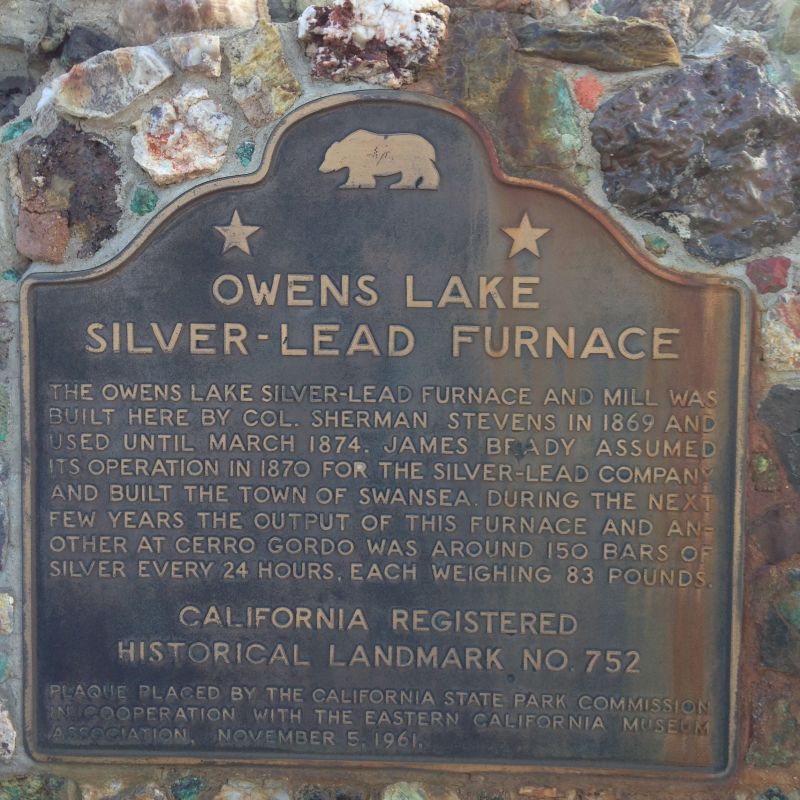 OWENS LAKE
SILVER-LEAD FURNACE
THE OWENS LAKE SILVER-LEAD FURNACE AND MILL WAS
BUILT HERE BY COL. SHERMAN STEVENS IN 1869 AND
USED UNTIL MARCH 1874. JAMES BRADY ASSUMED
ITS OPERATION IN 1870 FOR THE SILVER-LEAD COMPANY
AND BUILT THE TOWN OF SWANSEA. DURING THE NEXT
FEW YEARS THE OUTPUT OF THIS FURNACE AND AN-
OTHER AT CERRO GORDO WAS AROUND 150 BARS OF
SILVER EVERY 24 HOURS, EACH WEIGHING 83 POUNDS.
CALIFORNIA REGISTERED
HISTORICAL LANDMARK NO. 752
PLAQUE PLACED BY THE CALIFORNIA STATE PARK COMMISSION
IN COOPERATION WITH THE EASTERN CALIFORNIA MUSEUM
ASSOCIATION, NOVEMBER 5, 1961.